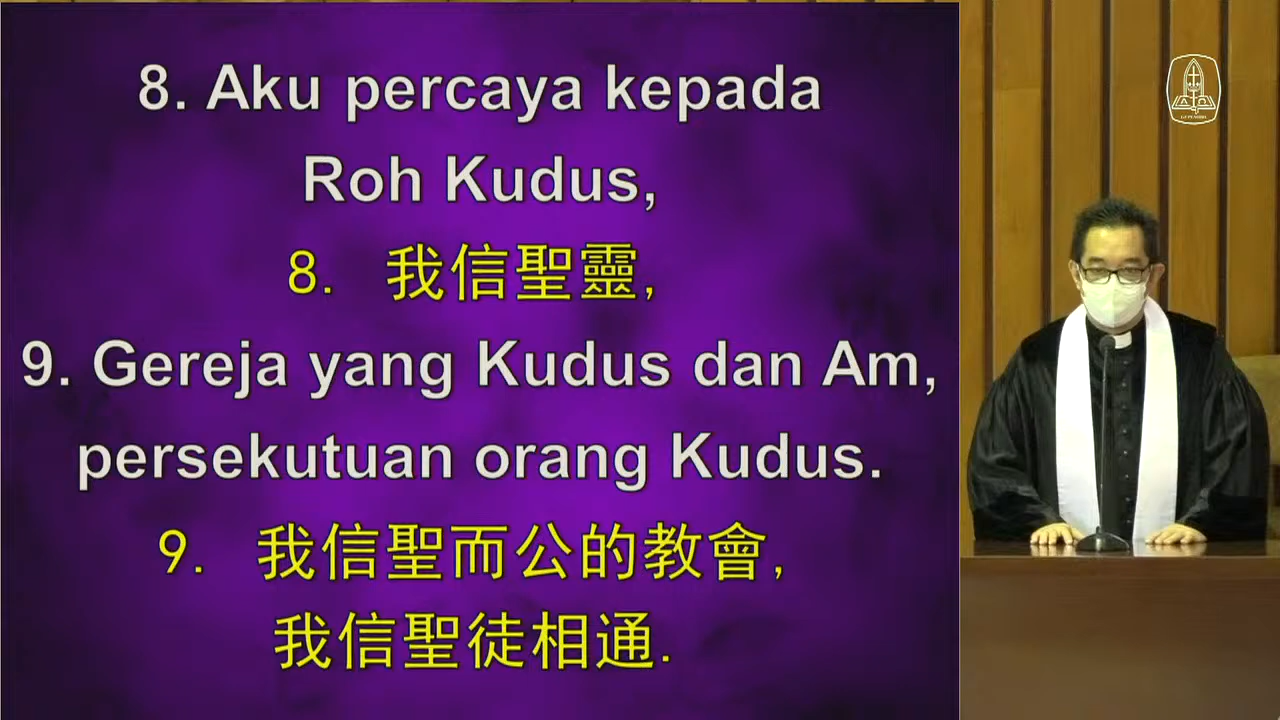 8. Aku percaya kepada
Roh Kudus,
8. 我信聖靈,
9. Gereja yang Kudus dan Am,
persekutuan orang Kudus.
9. 我信聖而公的教會,
我信聖徒相通.